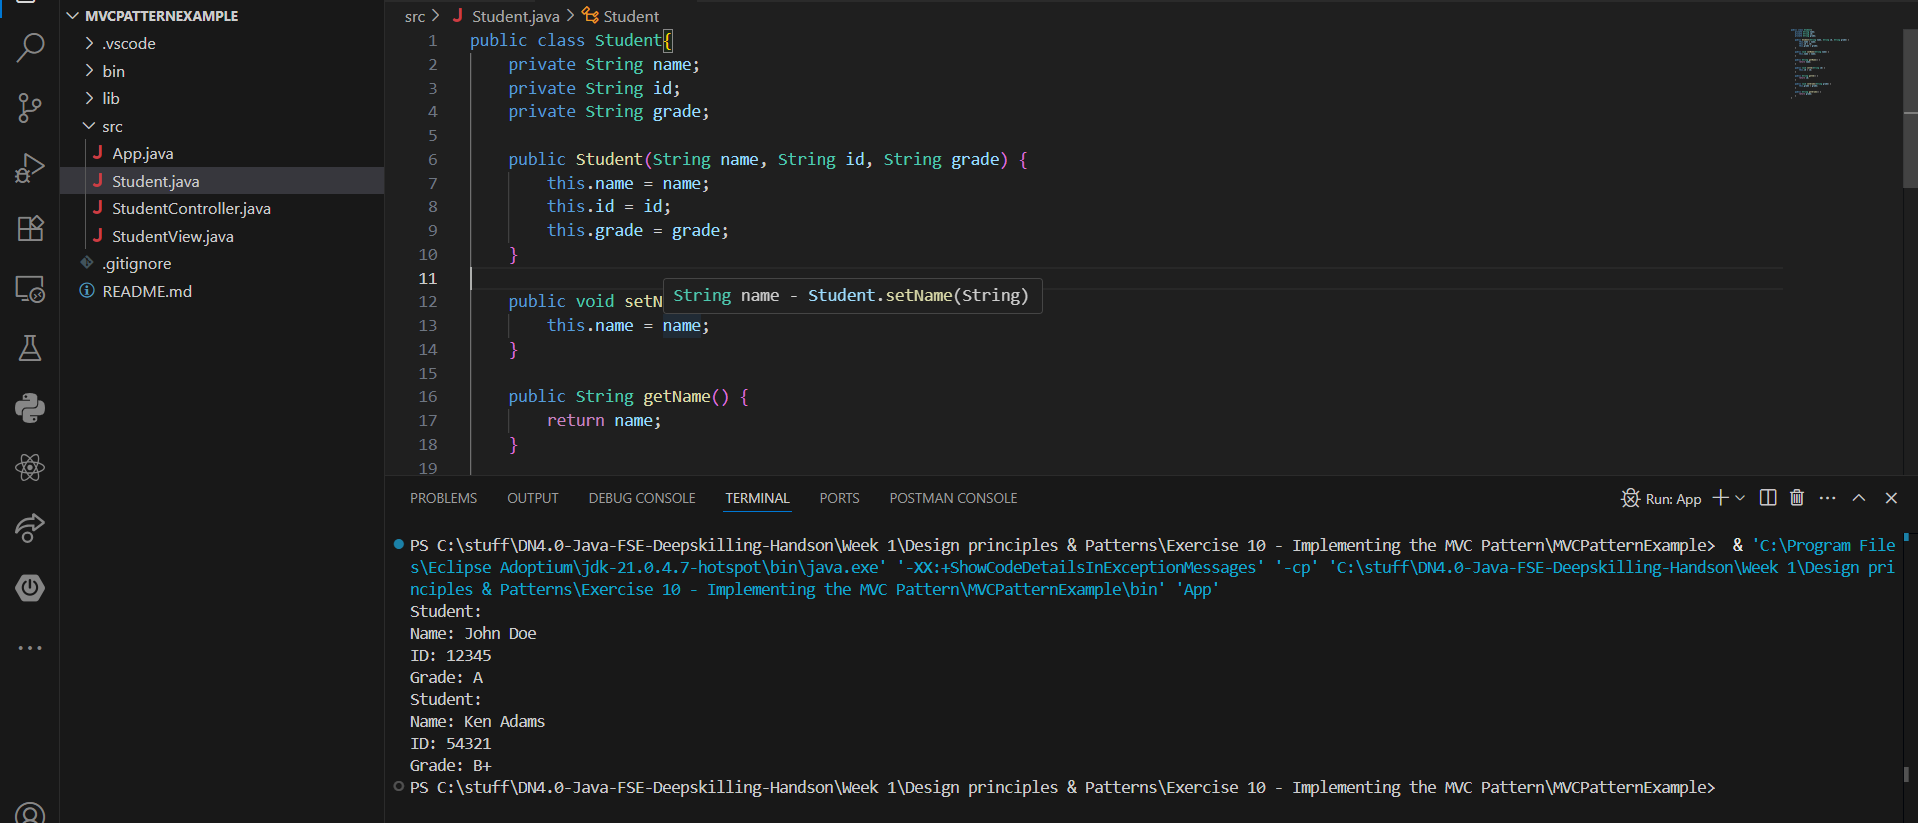 MVCPATTERNEXAMPLE
.vscode
bin
lib
src
App.java
Student.java
StudentController.java
StudentView.java
.gitignore
README.md
src > Student.java > Student
1 public class Student{
2 private String name;
3 private String id;
4 private String grade;
5
6 public Student(String name, String id, String grade) {
7 this.name = name;
8 this.id = id;
9 this.grade = grade;
10 }
11
String name - Student.setName(String)
12 public void setN
13 this.name = name;
14 }
15
16 public String getName() {
17 return name;
18 }
19
PROBLEMS OUTPUT DEBUG CONSOLE TERMINAL PORTS POSTMAN CONSOLE Run: App
PS C:\stuff\DN4.0-Java-FSE-Deepskilling-Handson\Week 1\Design principles & Patterns\Exercise 10 - Implementing the MVC Pattern\MVCPatternExample> & 'C:\Program File
s\Eclipse Adoptium\jdk-21.0.4.7-hotspot\bin\java.exe' '-XX:+ShowCodeDetailsInExceptionMessages' '-cp' 'C:\stuff\DN4.0-Java-FSE-Deepskilling-Handson\Week 1\Design pri
nciples & Patterns\Exercise 10 - Implementing the MVC Pattern\MVCPatternExample\bin' 'App'
Student:
Name: John Doe
ID: 12345
Grade: A
Student:
Name: Ken Adams
ID: 54321
Grade: B+
PS C:\stuff\DN4.0-Java-FSE-Deepskilling-Handson\Week 1\Design principles & Patterns\Exercise 10 - Implementing the MVC Pattern\MVCPatternExample>